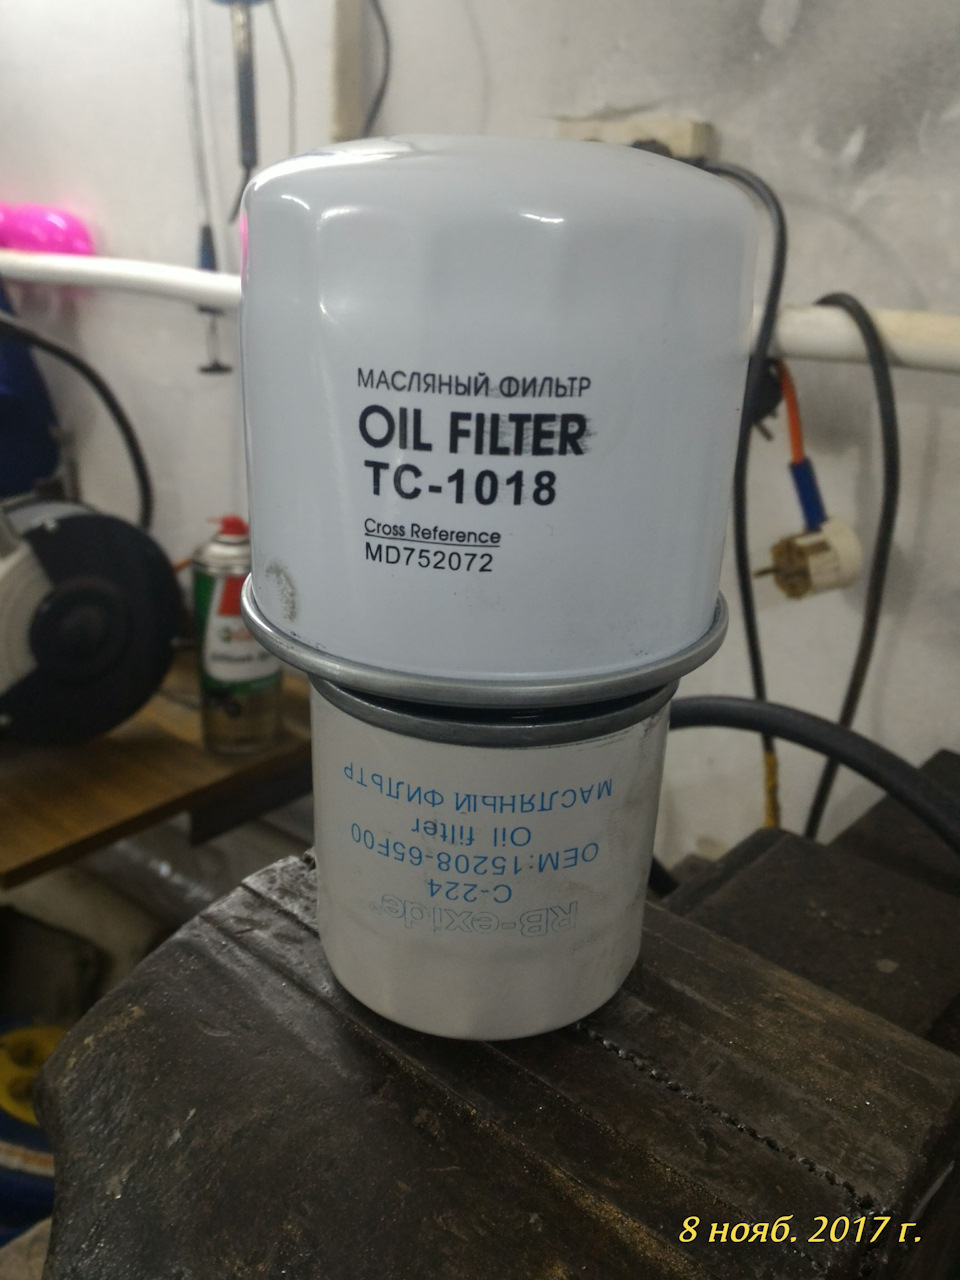 МАСЛЯНЫЙ ФИЛЬТР
OIL FILTER
TC-1018
Cross Reference
MD752072
RB-exide
C-224
OEM:15208-65F00
Oil filter
МАСЛЯНЫЙ ФИЛЬТР
8 нояб. 2017 г.